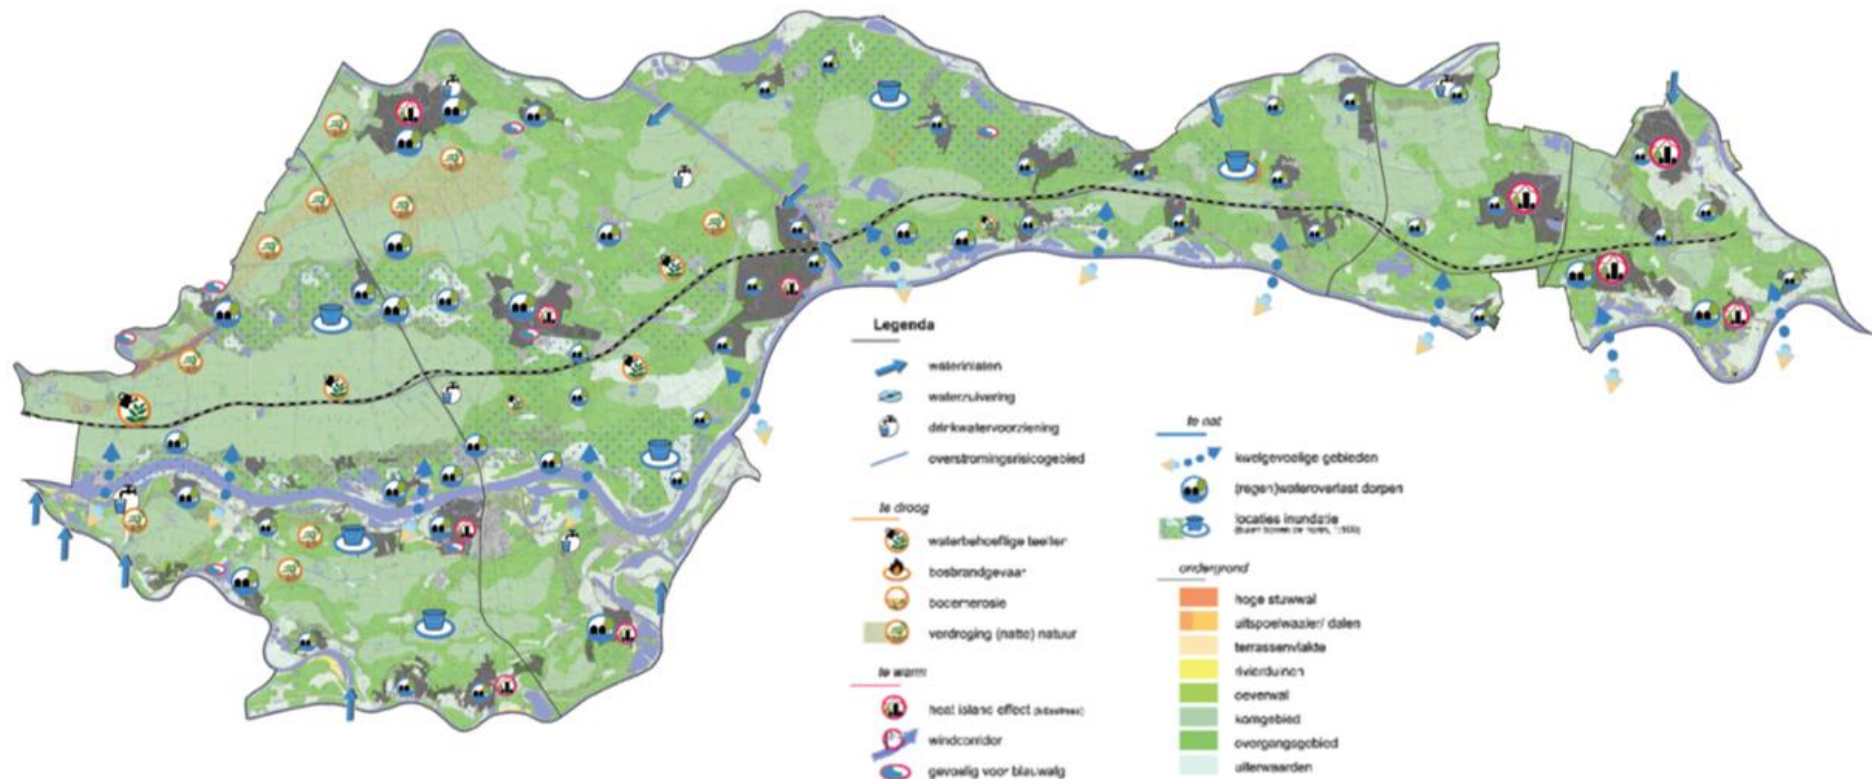 Legenda
waterinlaten
waterzuivering
drinkwatervoorziening
overstromingsrisicogebied
te droog
waterbehoeftige teelten
bosbrandgevaar
bodemerosie
verdroging (natte) natuur
te warm
heat island effect
windcorridor
gevoelig voor blauwalg
te nat
kwelgevoelige gebieden
(regen)wateroverlast dorpen
locaties inundatie
ondergrond
hoge stuwwal
uitspoelwaaier/ dalen
terrassenvlakte
rivierduinen
oeverwal
komgebied
overgangsgebied
uiterwaarden